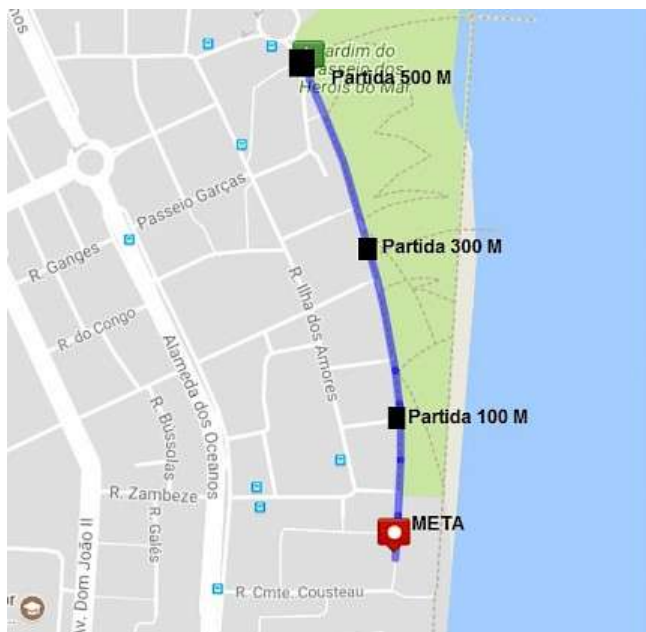 Jardim do
Passeio dos
Heróis do Mar
Partida 500 M
Passeio Garças
R. Ganges
Partida 300 M
R. do Congo
R. Ilha dos Amores
Alameda dos Oceanos
R. Bússolas
Partida 100 M
R. Zambeze
R. Galés
META
Av. Dom João II
R. Cmte. Cousteau